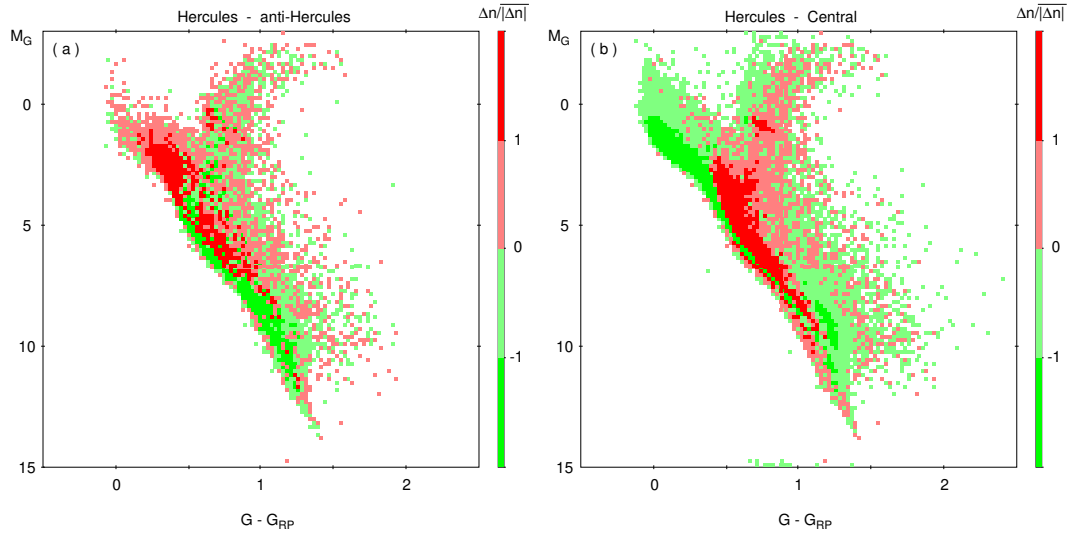 Hercules - anti-Hercules
Δn/|Δn|
M_G
( a )
0
5
10
15
0
1
2
G - G_RP
1
0
-1
Hercules - Central
Δn/|Δn|
M_G
( b )
0
5
10
15
0
1
2
G - G_RP
1
0
-1